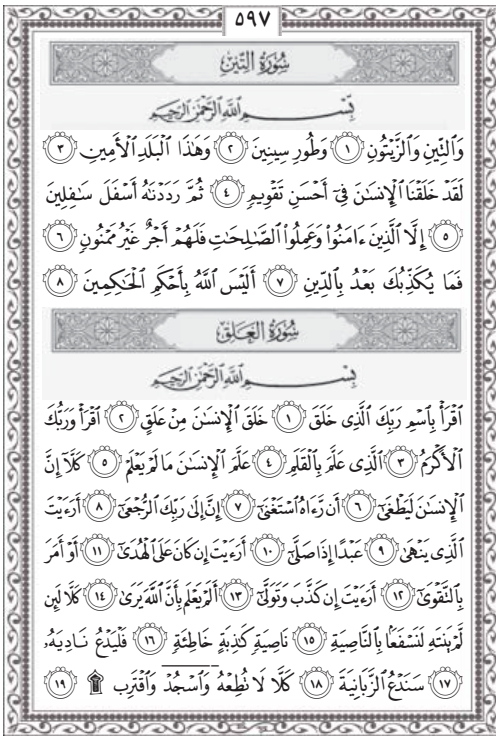 ٥٩٧
سُورَةُ التِّينِ
بِسْمِ ٱللَّهِ ٱلرَّحْمَٰنِ ٱلرَّحِيمِ
وَٱلتِّينِ وَٱلزَّيْتُونِ ١ وَطُورِ سِينِينَ ٢ وَهَٰذَا ٱلْبَلَدِ ٱلْأَمِينِ ٣
لَقَدْ خَلَقْنَا ٱلْإِنسَٰنَ فِىٓ أَحْسَنِ تَقْوِيمٍ ٤ ثُمَّ رَدَدْنَٰهُ أَسْفَلَ سَٰفِلِينَ
٥ إِلَّا ٱلَّذِينَ ءَامَنُوا۟ وَعَمِلُوا۟ ٱلصَّٰلِحَٰتِ فَلَهُمْ أَجْرٌ غَيْرُ مَمْنُونٍ ٦
فَمَا يُكَذِّبُكَ بَعْدُ بِٱلدِّينِ ٧ أَلَيْسَ ٱللَّهُ بِأَحْكَمِ ٱلْحَٰكِمِينَ ٨
سُورَةُ العَلَقِ
بِسْمِ ٱللَّهِ ٱلرَّحْمَٰنِ ٱلرَّحِيمِ
ٱقْرَأْ بِٱسْمِ رَبِّكَ ٱلَّذِى خَلَقَ ١ خَلَقَ ٱلْإِنسَٰنَ مِنْ عَلَقٍ ٢ ٱقْرَأْ وَرَبُّكَ
ٱلْأَكْرَمُ ٣ ٱلَّذِى عَلَّمَ بِٱلْقَلَمِ ٤ عَلَّمَ ٱلْإِنسَٰنَ مَا لَمْ يَعْلَمْ ٥ كَلَّآ إِنَّ
ٱلْإِنسَٰنَ لَيَطْغَىٰٓ ٦ أَن رَّءَاهُ ٱسْتَغْنَىٰٓ ٧ إِنَّ إِلَىٰ رَبِّكَ ٱلرُّجْعَىٰٓ ٨ أَرَءَيْتَ
ٱلَّذِى يَنْهَىٰ ٩ عَبْدًا إِذَا صَلَّىٰٓ ١٠ أَرَءَيْتَ إِن كَانَ عَلَى ٱلْهُدَىٰٓ ١١ أَوْ أَمَرَ
بِٱلتَّقْوَىٰٓ ١٢ أَرَءَيْتَ إِن كَذَّبَ وَتَوَلَّىٰٓ ١٣ أَلَمْ يَعْلَم بِأَنَّ ٱللَّهَ يَرَىٰ ١٤ كَلَّا لَئِن
لَّمْ يَنتَهِ لَنَسْفَعًۢا بِٱلنَّاصِيَةِ ١٥ نَاصِيَةٍ كَٰذِبَةٍ خَاطِئَةٍ ١٦ فَلْيَدْعُ نَادِيَهُۥ
١٧ سَنَدْعُ ٱلزَّبَانِيَةَ ١٨ كَلَّا لَا تُطِعْهُ وَٱسْجُدْ وَٱقْتَرِب ۩ ١٩